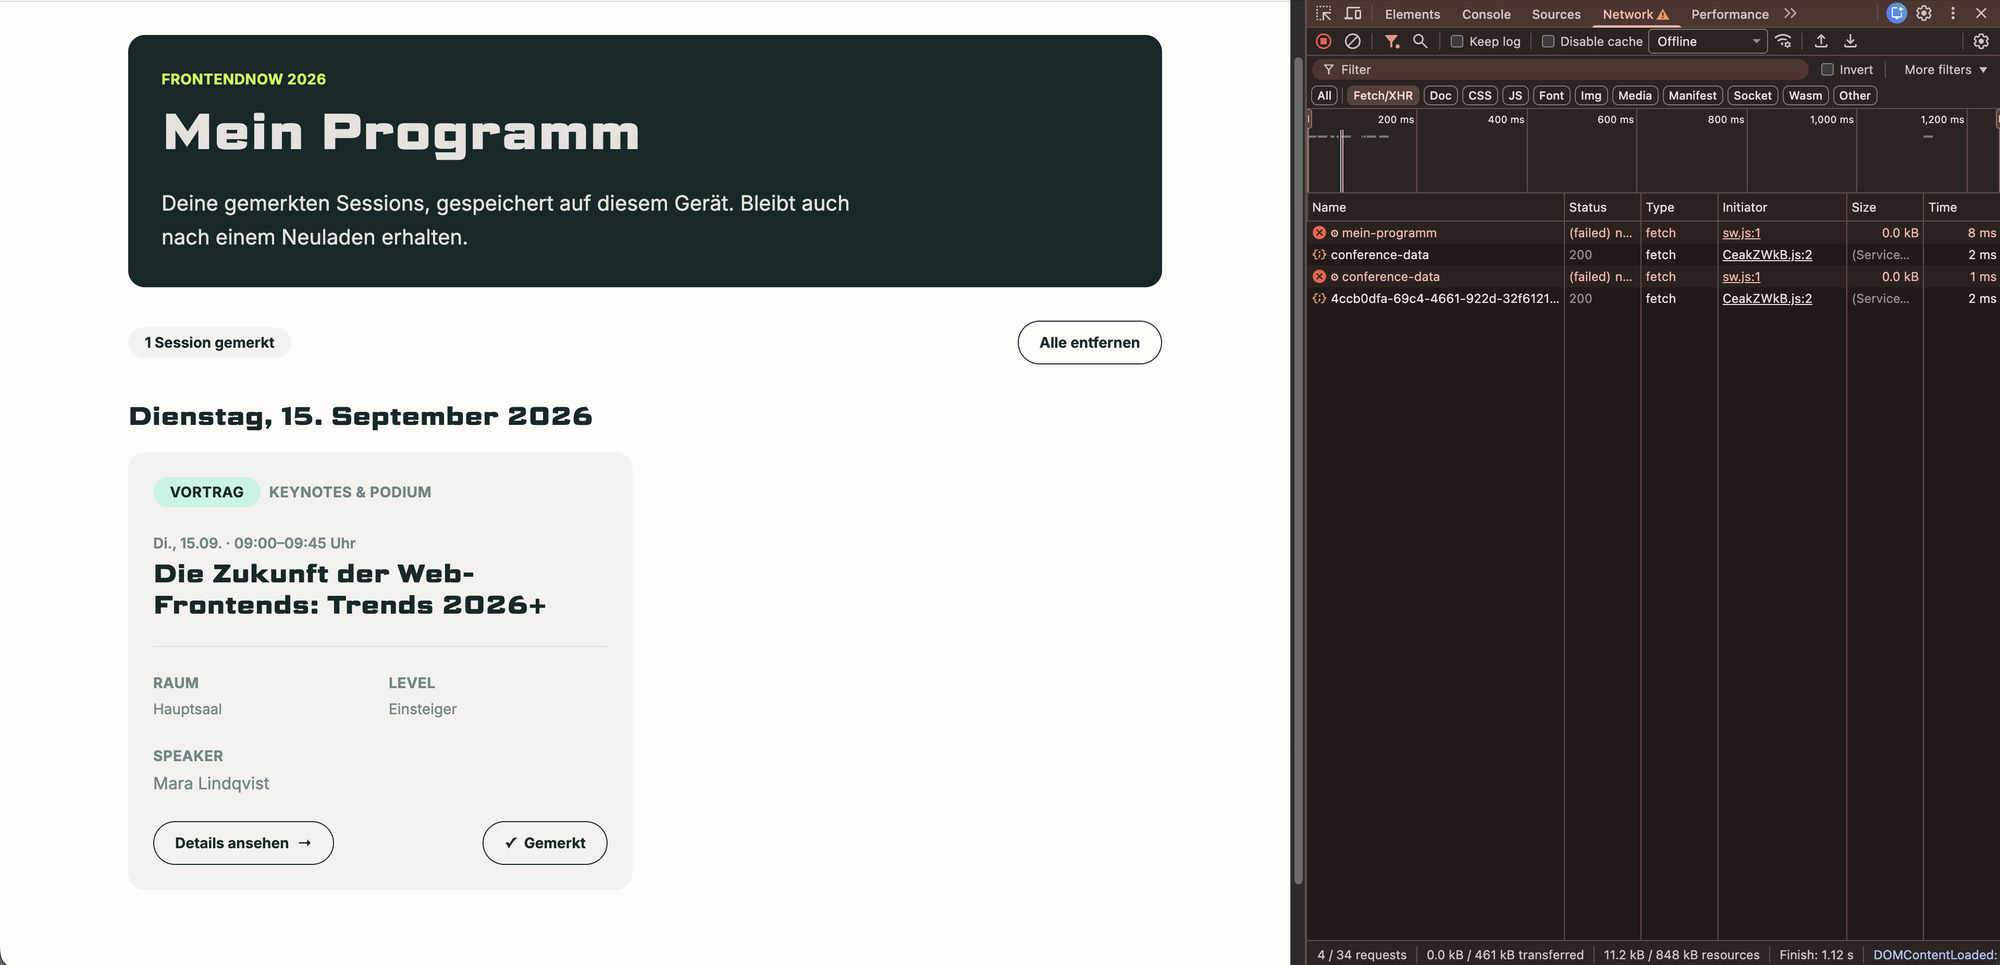 FRONTENDNOW 2026
Mein Programm
Deine gemerkten Sessions, gespeichert auf diesem Gerät. Bleibt auch
nach einem Neuladen erhalten.
1 Session gemerkt
Alle entfernen
Dienstag, 15. September 2026
VORTRAG KEYNOTES & PODIUM
Di., 15.09. · 09:00–09:45 Uhr
Die Zukunft der Web-
Frontends: Trends 2026+
RAUM LEVEL
Hauptsaal Einsteiger
SPEAKER
Mara Lindqvist
Details ansehen → ✓ Gemerkt
Elements Console Sources Network Performance
Keep log Disable cache Offline
Filter Invert More filters
All Fetch/XHR Doc CSS JS Font Img Media Manifest Socket Wasm Other
200 ms 400 ms 600 ms 800 ms 1,000 ms 1,200 ms
Name Status Type Initiator Size Time
mein-programm (failed) n... fetch sw.js:1 0.0 kB 8 ms
conference-data 200 fetch CeakZWkB.js:2 (Service... 2 ms
conference-data (failed) n... fetch sw.js:1 0.0 kB 1 ms
4ccb0dfa-69c4-4661-922d-32f6121... 200 fetch CeakZWkB.js:2 (Service... 2 ms
4 / 34 requests 0.0 kB / 461 kB transferred 11.2 kB / 848 kB resources Finish: 1.12 s DOMContentLoaded: